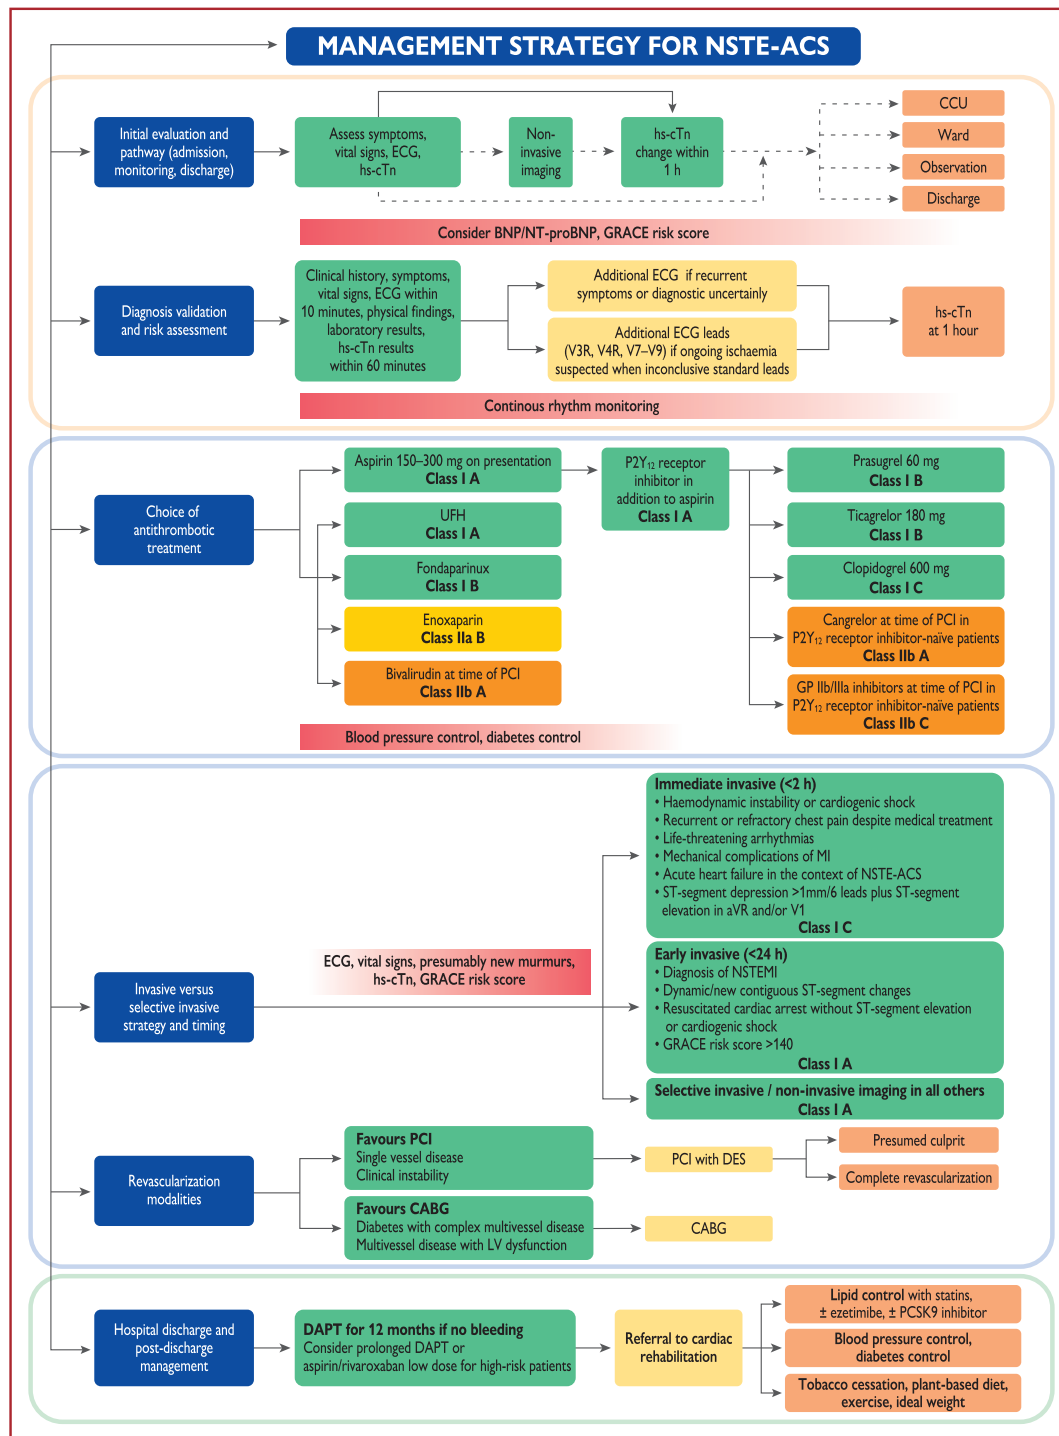 MANAGEMENT STRATEGY FOR NSTE-ACS
Initial evaluation and
pathway (admission,
monitoring, discharge)
Assess symptoms,
vital signs, ECG,
hs-cTn
Non-
invasive
imaging
hs-cTn
change within
1 h
CCU
Ward
Observation
Discharge
Consider BNP/NT-proBNP, GRACE risk score
Diagnosis validation
and risk assessment
Clinical history, symptoms,
vital signs, ECG within
10 minutes, physical findings,
laboratory results,
hs-cTn results
within 60 minutes
Additional ECG if recurrent
symptoms or diagnostic uncertainly
Additional ECG leads
(V3R, V4R, V7–V9) if ongoing ischaemia
suspected when inconclusive standard leads
hs-cTn
at 1 hour
Continous rhythm monitoring
Choice of
antithrombotic
treatment
Aspirin 150–300 mg on presentation
Class I A
UFH
Class I A
Fondaparinux
Class I B
Enoxaparin
Class IIa B
Bivalirudin at time of PCI
Class IIb A
P2Y₁₂ receptor
inhibitor in
addition to aspirin
Class I A
Prasugrel 60 mg
Class I B
Ticagrelor 180 mg
Class I B
Clopidogrel 600 mg
Class I C
Cangrelor at time of PCI in
P2Y₁₂ receptor inhibitor-naïve patients
Class IIb A
GP IIb/IIIa inhibitors at time of PCI in
P2Y₁₂ receptor inhibitor-naïve patients
Class IIb C
Blood pressure control, diabetes control
Invasive versus
selective invasive
strategy and timing
ECG, vital signs, presumably new murmurs,
hs-cTn, GRACE risk score
Immediate invasive (<2 h)
• Haemodynamic instability or cardiogenic shock
• Recurrent or refractory chest pain despite medical treatment
• Life-threatening arrhythmias
• Mechanical complications of MI
• Acute heart failure in the context of NSTE-ACS
• ST-segment depression >1mm/6 leads plus ST-segment
elevation in aVR and/or V1
Class I C
Early invasive (<24 h)
• Diagnosis of NSTEMI
• Dynamic/new contiguous ST-segment changes
• Resuscitated cardiac arrest without ST-segment elevation
or cardiogenic shock
• GRACE risk score >140
Class I A
Selective invasive / non-invasive imaging in all others
Class I A
Revascularization
modalities
Favours PCI
Single vessel disease
Clinical instability
PCI with DES
Presumed culprit
Complete revascularization
Favours CABG
Diabetes with complex multivessel disease
Multivessel disease with LV dysfunction
CABG
Hospital discharge and
post-discharge
management
DAPT for 12 months if no bleeding
Consider prolonged DAPT or
aspirin/rivaroxaban low dose for high-risk patients
Referral to cardiac
rehabilitation
Lipid control with statins,
± ezetimibe, ± PCSK9 inhibitor
Blood pressure control,
diabetes control
Tobacco cessation, plant-based diet,
exercise, ideal weight